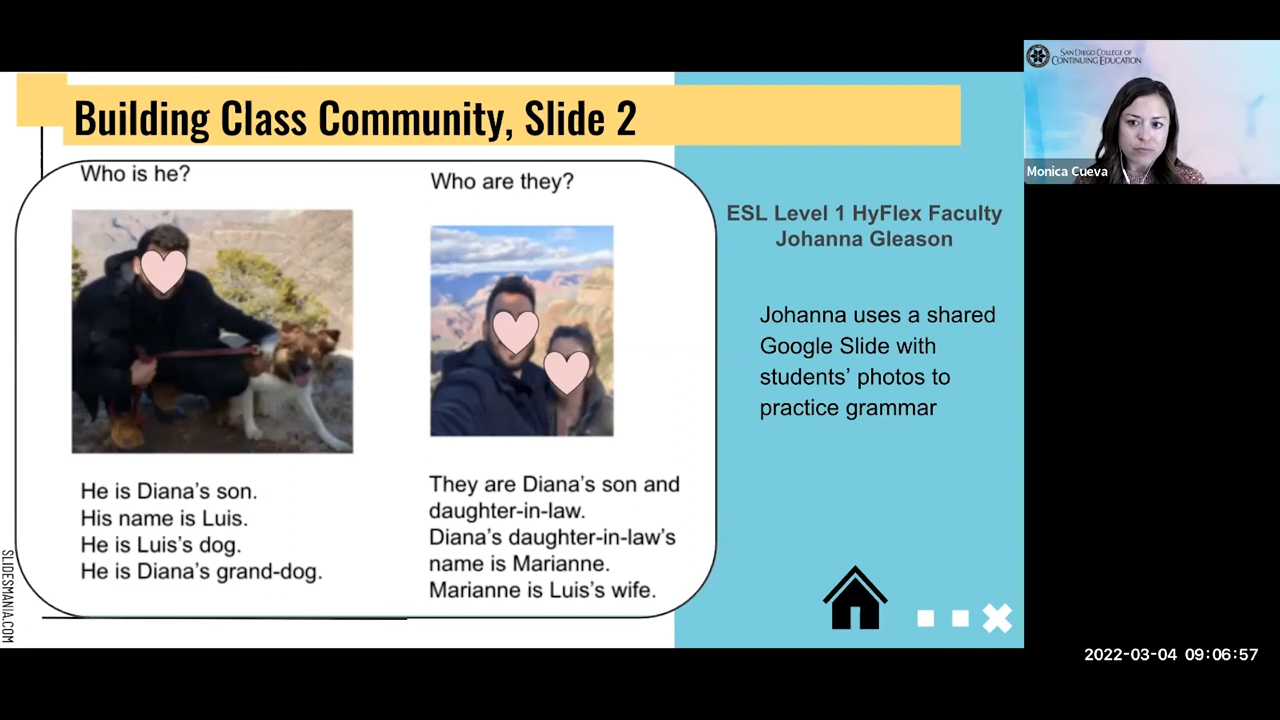 Building Class Community, Slide 2
Who is he?
He is Diana's son.
His name is Luis.
He is Luis's dog.
He is Diana's grand-dog.
Who are they?
They are Diana's son and
daughter-in-law.
Diana's daughter-in-law's
name is Marianne.
Marianne is Luis's wife.
ESL Level 1 HyFlex Faculty
Johanna Gleason
Johanna uses a shared
Google Slide with
students' photos to
practice grammar
SLIDESMANIA.COM
SAN DIEGO COLLEGE OF
CONTINUING EDUCATION
Monica Cueva
2022-03-04 09:06:57